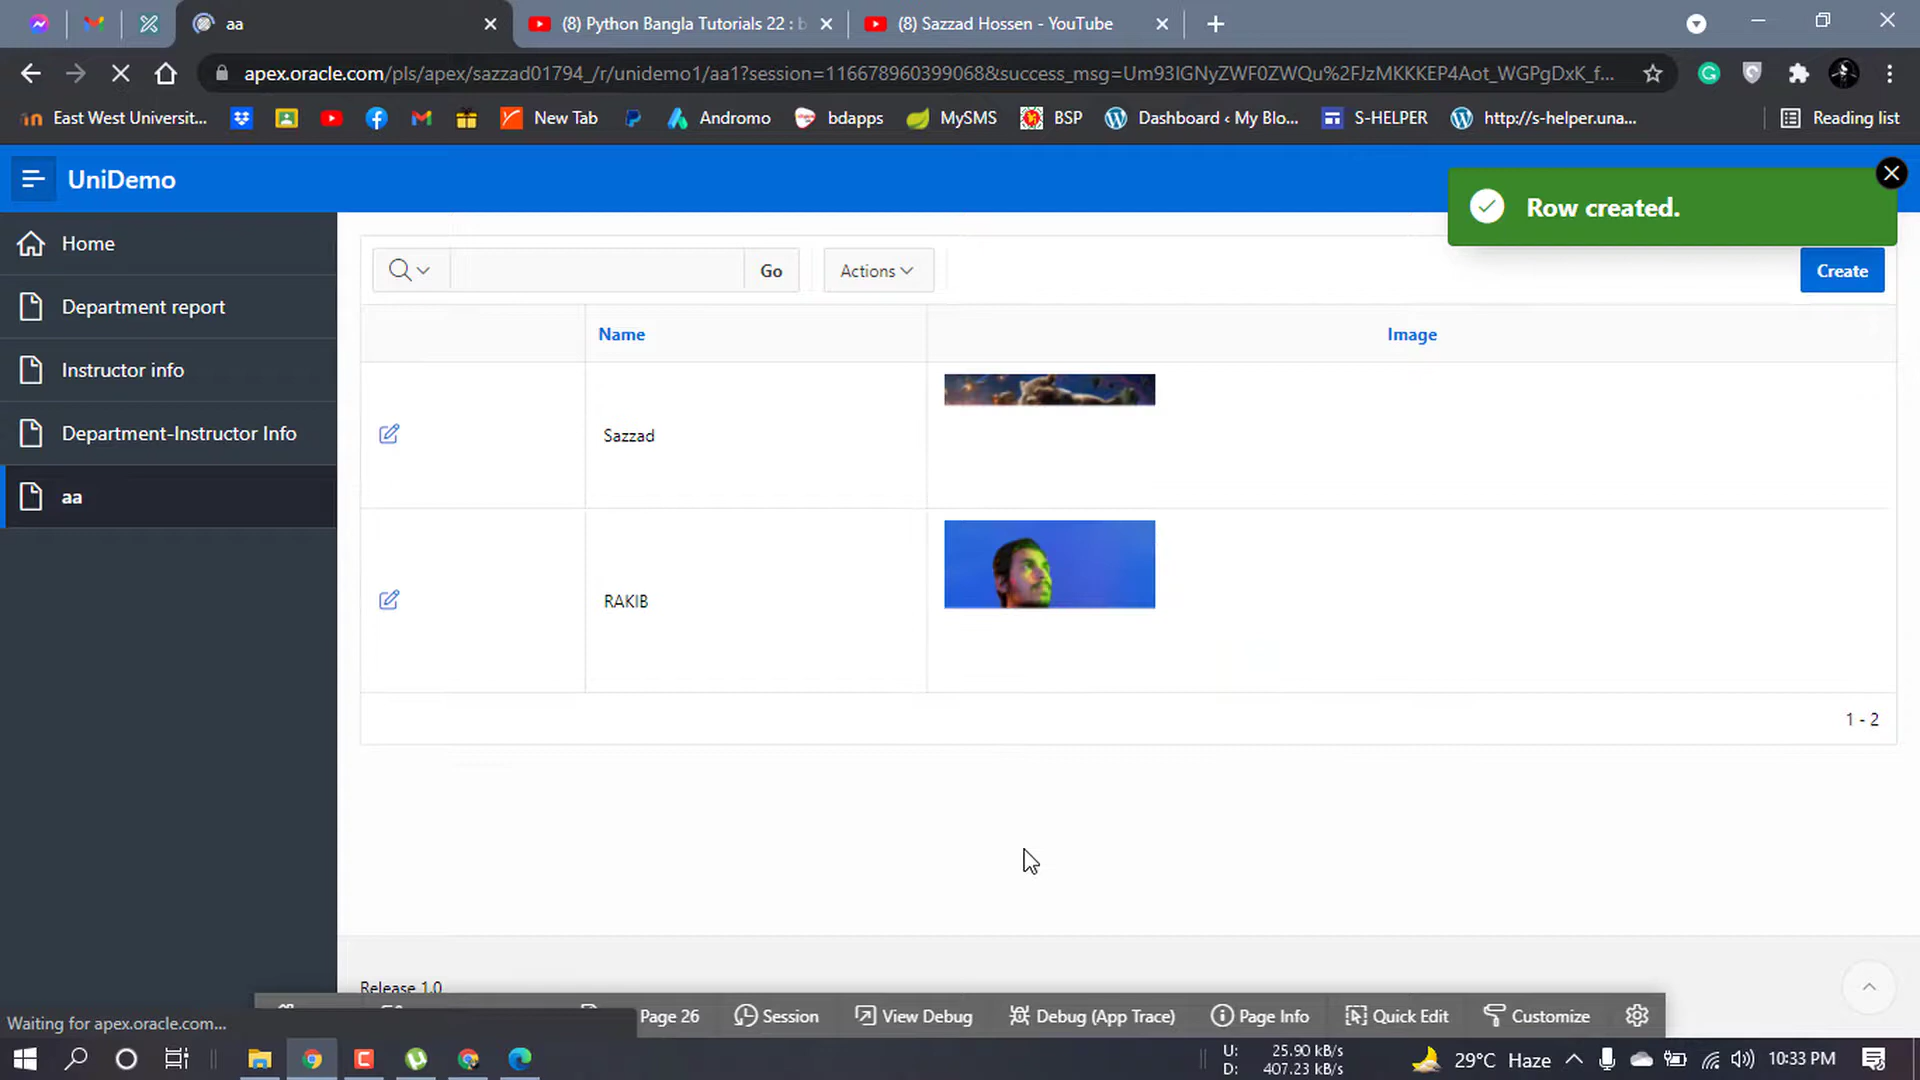 aa
(8) Python Bangla Tutorials 22 : b
(8) Sazzad Hossen - YouTube
apex.oracle.com/pls/apex/sazzad01794_/r/unidemo1/aa1?session=116678960399068&success_msg=Um93IGNyZWF0ZWQu%2FJzMKKKEP4Aot_WGPgDxK_f...
East West Universit...
New Tab
Andromo
bdapps
MySMS
BSP
Dashboard ‹ My Blo...
S-HELPER
http://s-helper.una...
Reading list
UniDemo
Row created.
Home
Department report
Instructor info
Department-Instructor Info
aa
Go
Actions
Create
Name
Image
Sazzad
RAKIB
1 - 2
Release 1.0
Page 26
Session
View Debug
Debug (App Trace)
Page Info
Quick Edit
Customize
Waiting for apex.oracle.com...
U: 25.90 kB/s
D: 407.23 kB/s
29°C Haze
10:33 PM